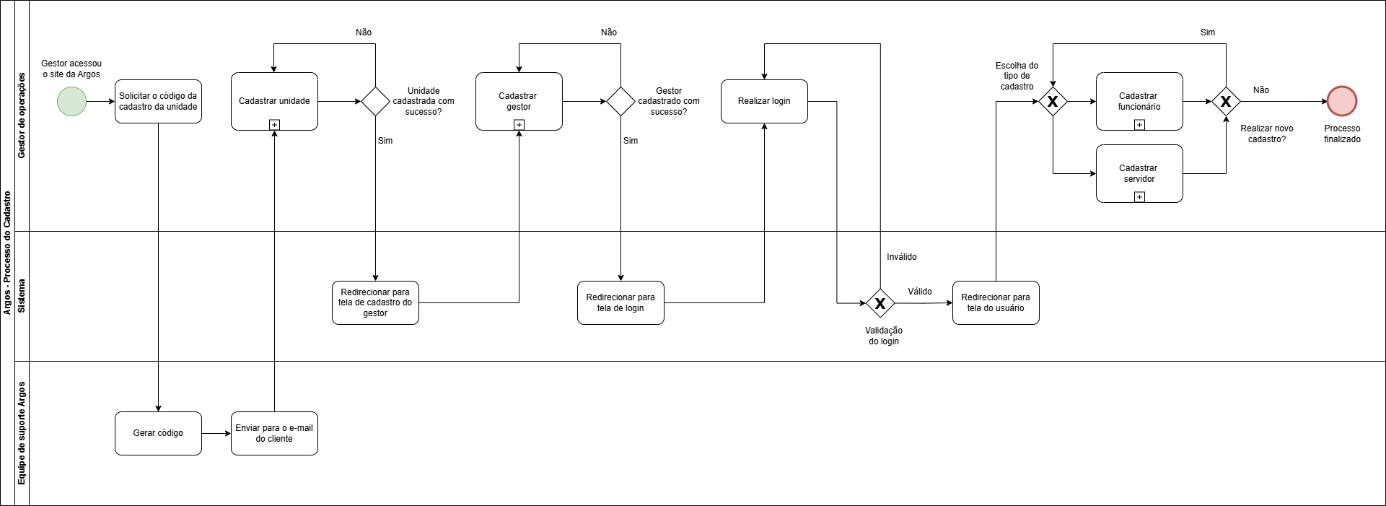 Argos - Processo do Cadastro
Gestor de operações
Gestor acessou
o site da Argos
Solicitar o código da
cadastro da unidade
Não
Cadastrar unidade
Unidade
cadastrada com
sucesso?
Sim
Não
Cadastrar
gestor
Gestor
cadastrado com
sucesso?
Sim
Realizar login
Escolha do
tipo de
cadastro
X
Sim
Cadastrar
funcionário
X
Não
Realizar novo
cadastro?
Processo
finalizado
Cadastrar
servidor
Sistema
Redirecionar para
tela de cadastro do
gestor
Redirecionar para
tela de login
Inválido
X
Válido
Validação
do login
Redirecionar para
tela do usuário
Equipe de suporte Argos
Gerar código
Enviar para o e-mail
do cliente